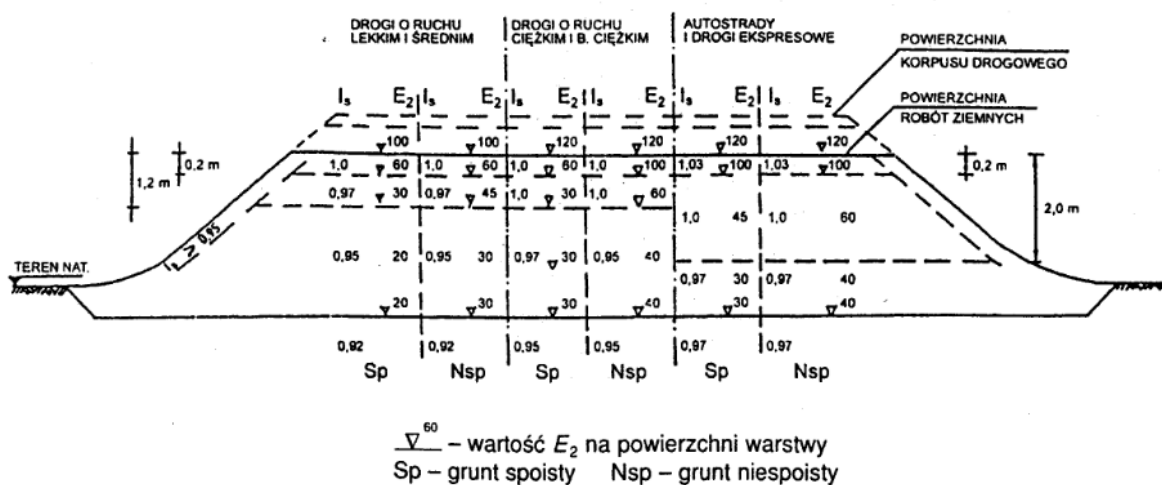 DROGI O RUCHU LEKKIM I ŚREDNIM
DROGI O RUCHU CIĘŻKIM I B. CIĘŻKIM
AUTOSTRADY I DROGI EKSPRESOWE
POWIERZCHNIA
KORPUSU DROGOWEGO
POWIERZCHNIA
ROBÓT ZIEMNYCH
Is E2 Is E2 Is E2 Is E2 Is E2 Is E2
100 100 120 120 120 120
0,2 m 1,0 60 1,0 60 1,0 60 1,0 100 1,03 100 1,03 100 0,2 m
1,2 m 0,97 30 0,97 45 1,0 30 1,0 60
1,0 45 1,0 60 2,0 m
Is ≥ 0,95
TEREN NAT.
0,95 20 0,95 30 0,97 30 0,95 40
0,97 30 0,97 40
20 30 30 40 30 40
0,92 0,92 0,95 0,95 0,97 0,97
Sp Nsp Sp Nsp Sp Nsp
60 – wartość E2 na powierzchni warstwy
Sp – grunt spoisty Nsp – grunt niespoisty